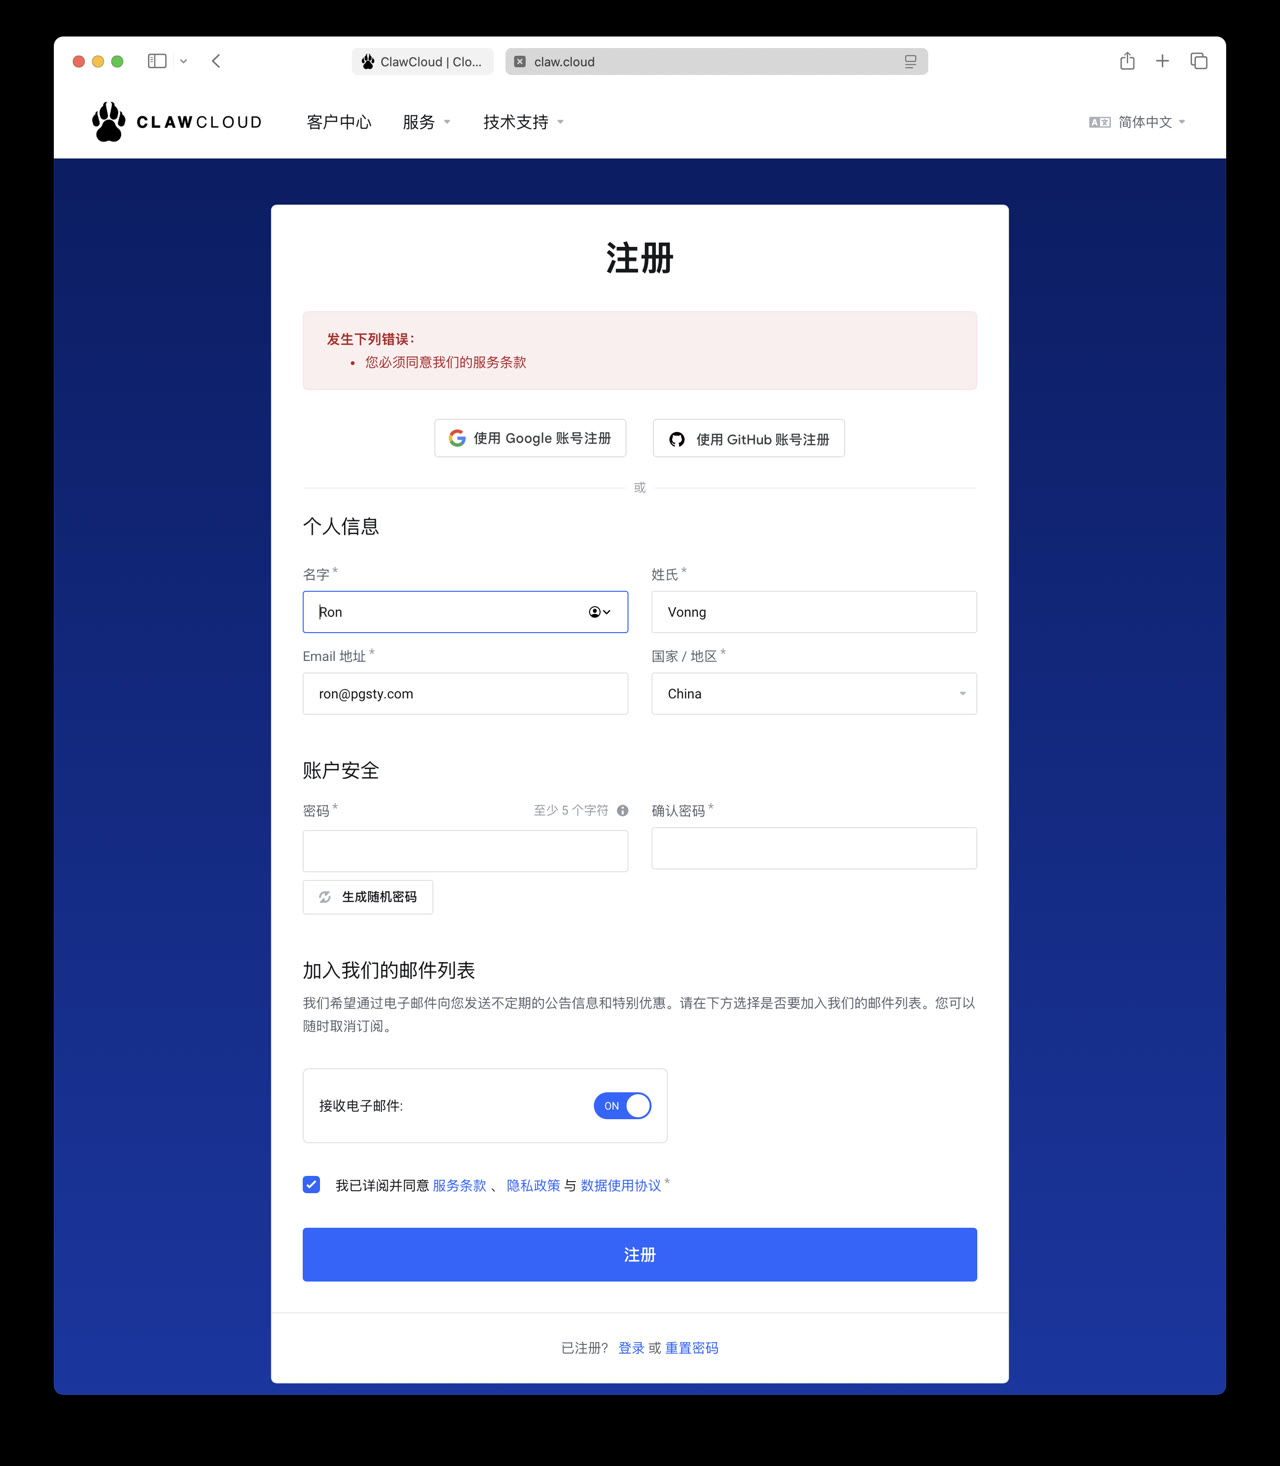 ClawCloud | Clo...
claw.cloud
CLAWCLOUD
客户中心
服务
技术支持
简体中文
注册
发生下列错误：
• 您必须同意我们的服务条款
使用 Google 账号注册
使用 GitHub 账号注册
或
个人信息
名字 *
姓氏 *
Ron
Vonng
Email 地址 *
国家 / 地区 *
ron@pgsty.com
China
账户安全
密码 *
至少 5 个字符
确认密码 *
生成随机密码
加入我们的邮件列表
我们希望通过电子邮件向您发送不定期的公告信息和特别优惠。请在下方选择是否要加入我们的邮件列表。您可以
随时取消订阅。
接收电子邮件:
ON
我已详阅并同意 服务条款 、 隐私政策 与 数据使用协议 *
注册
已注册? 登录 或 重置密码